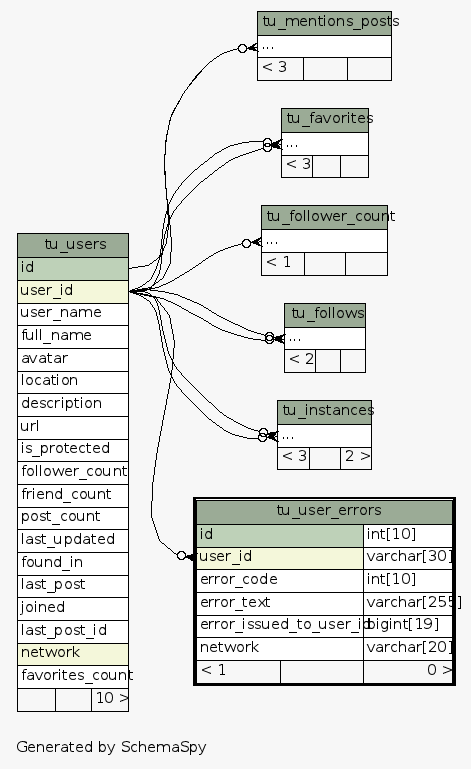 tu_mentions_posts
...
< 3
tu_favorites
...
< 3
tu_follower_count
...
< 1
tu_follows
...
< 2
tu_instances
...
< 3 2 >
tu_users
id
user_id
user_name
full_name
avatar
location
description
url
is_protected
follower_count
friend_count
post_count
last_updated
found_in
last_post
joined
last_post_id
network
favorites_count
10 >
tu_user_errors
id int[10]
user_id varchar[30]
error_code int[10]
error_text varchar[255]
error_issued_to_user_id bigint[19]
network varchar[20]
< 1 0 >
Generated by SchemaSpy